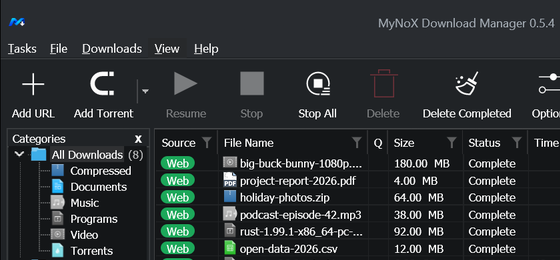 MyNoX Download Manager 0.5.4
Tasks File Downloads View Help
Add URL Add Torrent Resume Stop Stop All Delete Delete Completed
Categories x Source File Name Q Size Status Time
All Downloads (8) Web big-buck-bunny-1080p.... 180.00 MB Complete
Compressed Web project-report-2026.pdf 4.00 MB Complete
Documents Web holiday-photos.zip 64.00 MB Complete
Music Web podcast-episode-42.mp3 38.00 MB Complete
Programs Web rust-1.99.1-x86_64-pc-... 92.00 MB Complete
Video Web open-data-2026.csv 12.00 MB Complete
Torrents